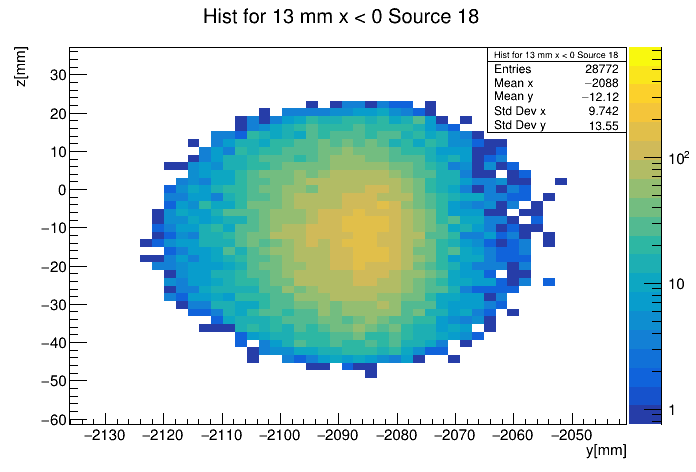 Hist for 13 mm x < 0 Source 18
z[mm]
Hist for 13 mm x < 0 Source 18
Entries 28772
Mean x −2088
Mean y −12.12
Std Dev x 9.742
Std Dev y 13.55
30
20
10
0
−10
−20
−30
−40
−50
−60
−2130 −2120 −2110 −2100 −2090 −2080 −2070 −2060 −2050
y[mm]
10²
10
1